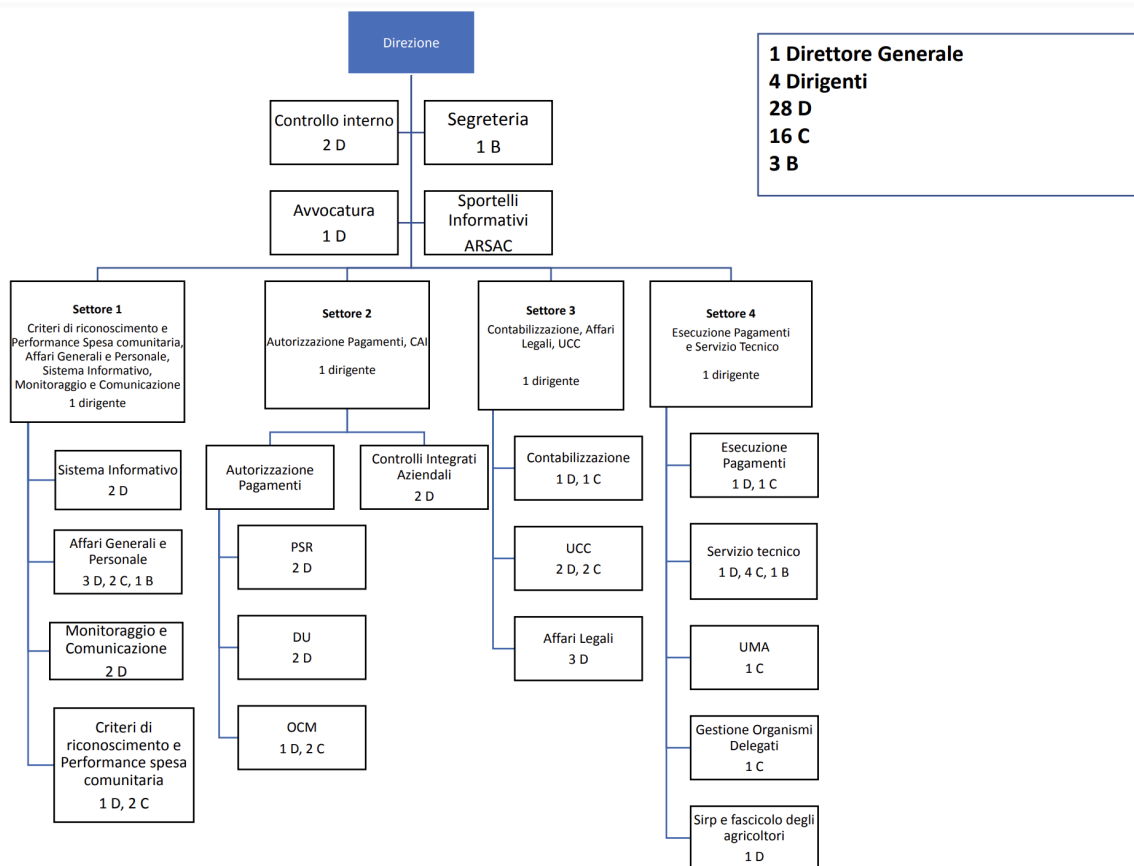 Direzione
1 Direttore Generale
4 Dirigenti
28 D
16 C
3 B
Controllo interno
2 D
Segreteria
1 B
Avvocatura
1 D
Sportelli
Informativi
ARSAC
Settore 1
Criteri di riconoscimento e
Performance Spesa comunitaria,
Affari Generali e Personale,
Sistema Informativo,
Monitoraggio e Comunicazione
1 dirigente
Settore 2
Autorizzazione Pagamenti, CAI
1 dirigente
Settore 3
Contabilizzazione, Affari
Legali, UCC
1 dirigente
Settore 4
Esecuzione Pagamenti
e Servizio Tecnico
1 dirigente
Sistema Informativo
2 D
Affari Generali e
Personale
3 D, 2 C, 1 B
Monitoraggio e
Comunicazione
2 D
Criteri di
riconoscimento e
Performance spesa
comunitaria
1 D, 2 C
Autorizzazione
Pagamenti
Controlli Integrati
Aziendali
2 D
PSR
2 D
DU
2 D
OCM
1 D, 2 C
Contabilizzazione
1 D, 1 C
UCC
2 D, 2 C
Affari Legali
3 D
Esecuzione
Pagamenti
1 D, 1 C
Servizio tecnico
1 D, 4 C, 1 B
UMA
1 C
Gestione Organismi
Delegati
1 C
Sirp e fascicolo degli
agricoltori
1 D